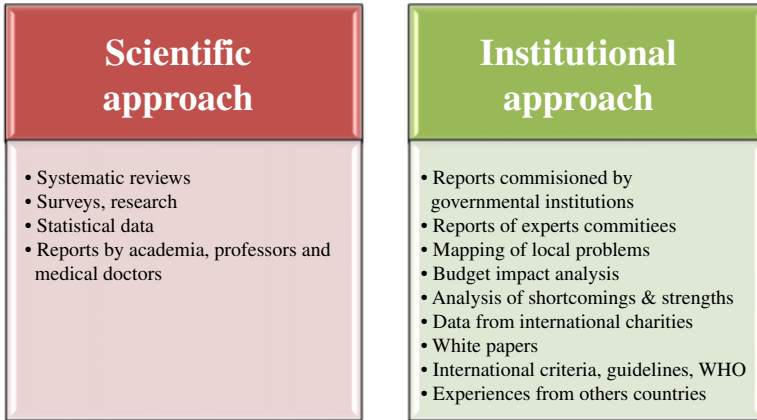 Scientific
approach
• Systematic reviews
• Surveys, research
• Statistical data
• Reports by academia, professors and
medical doctors
Institutional
approach
• Reports commisioned by
governmental institutions
• Reports of experts commitiees
• Mapping of local problems
• Budget impact analysis
• Analysis of shortcomings & strengths
• Data from international charities
• White papers
• International criteria, guidelines, WHO
• Experiences from others countries